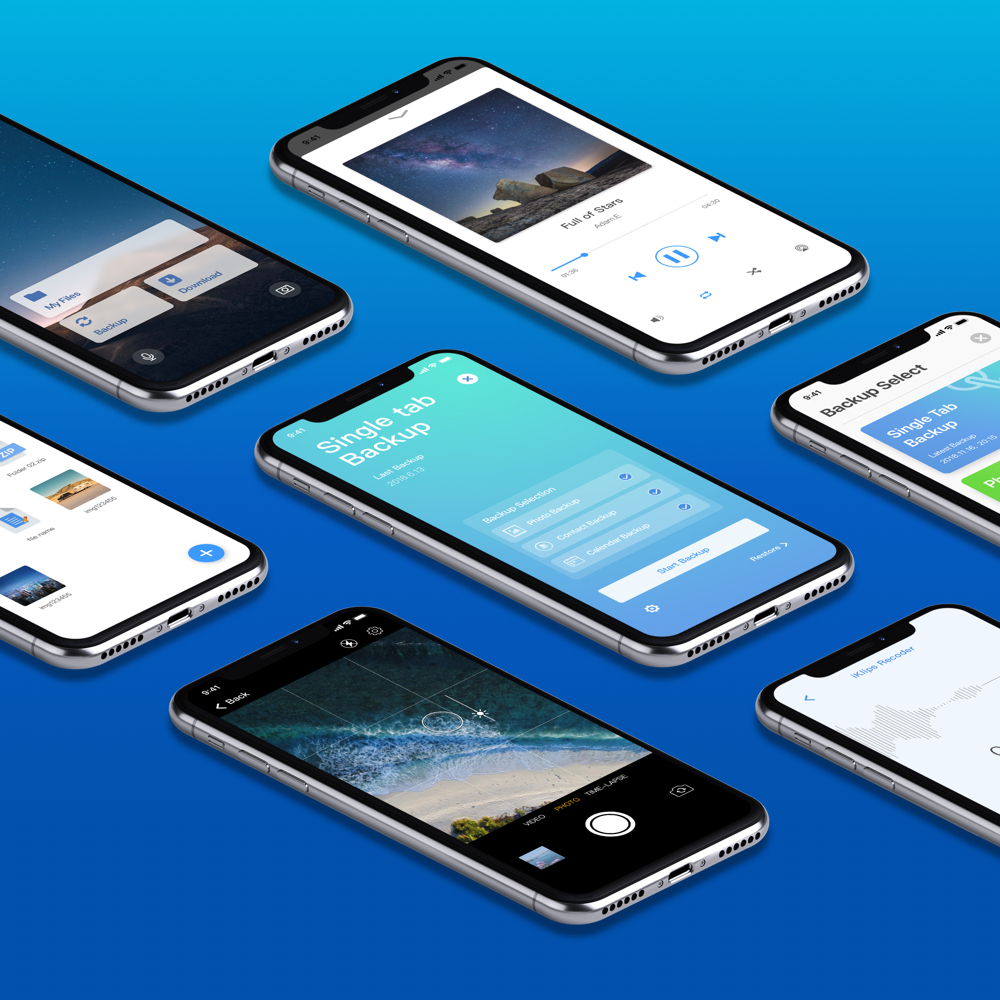 9:41
Full of Stars
Adam.E
01:36
04:30
My Files
Backup
Download
9:41
Single tab
Backup
Last Backup
2018.6.13
Backup Selection
Photo Backup
Contact Backup
Calendar Backup
Start Backup
Restore
9:41
Backup Select
Single Tab
Backup
Latest Backup
2018.11.16, 20:15
Ph
ZIP
Folder 02.zip
img123456
file name
img123456
9:41
Back
VIDEO
PHOTO
TIME-LAPSE
iKlips Recoder